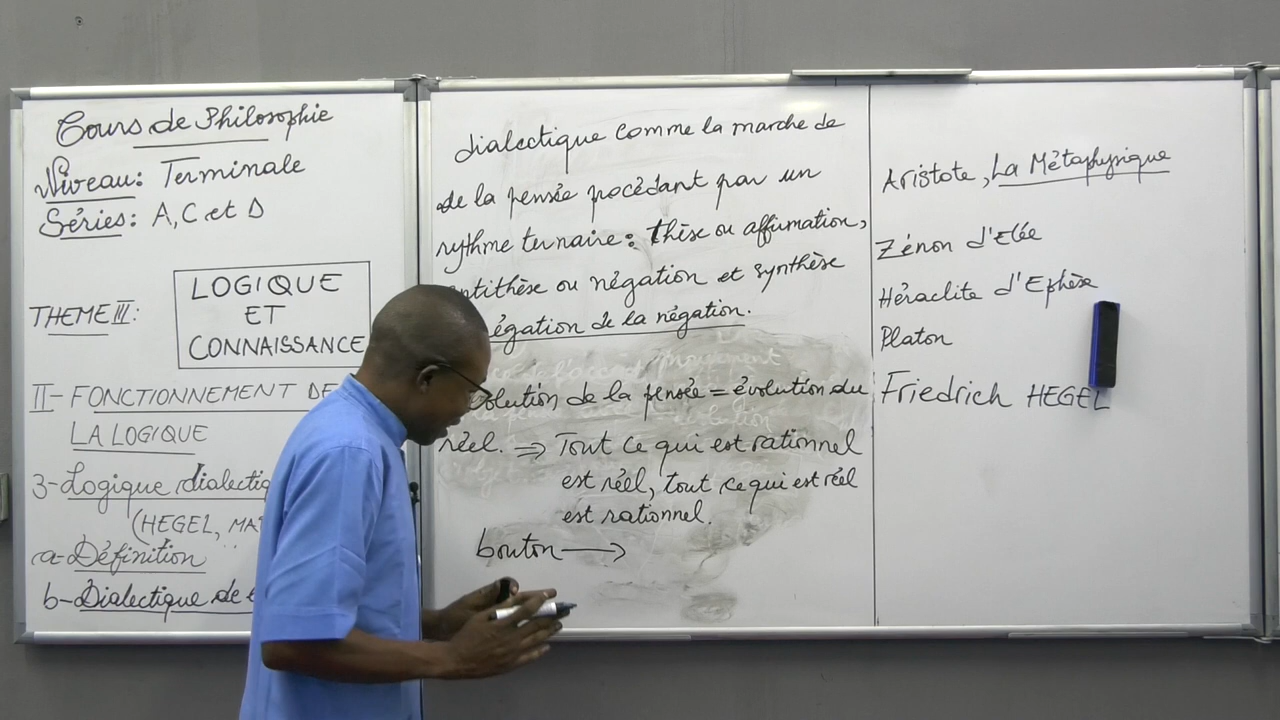 Cours de Philosophie
Niveau: Terminale
Séries: A, C et D
THEME III:
LOGIQUE
ET
CONNAISSANCE
II- FONCTIONNEMENT DE
LA LOGIQUE
3-Logique dialectiq
(HEGEL, MA
a-Définition
b-Dialectique de
dialectique comme la marche de
de la pensée procédant par un
rythme ternaire: thèse ou affirmation,
ntithèse ou négation et synthèse
égation de la négation.
olution de la pensée = évolution du
réel. => Tout ce qui est rationnel
est réel, tout ce qui est réel
est rationnel.
bouton →
Aristote, La Métaphysique
Zénon d'Elée
Héraclite d'Ephèse
Platon
Friedrich HEGEL